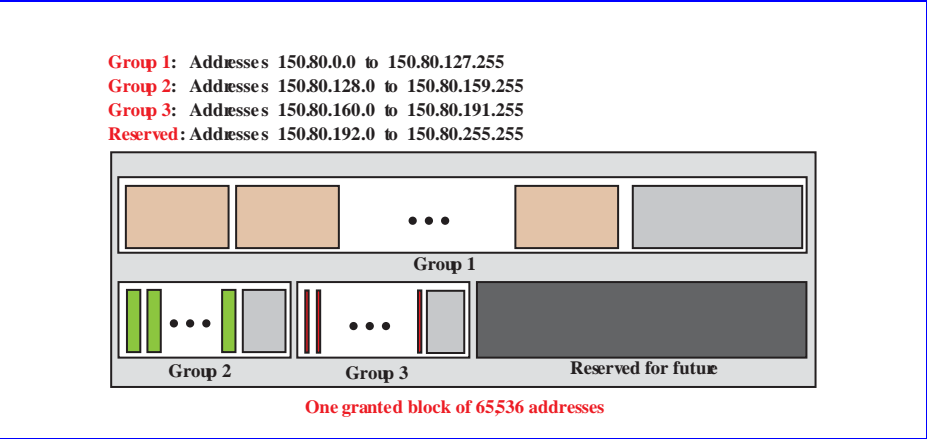 Group 1: Addresses 150.80.0.0 to 150.80.127.255
Group 2: Addresses 150.80.128.0 to 150.80.159.255
Group 3: Addresses 150.80.160.0 to 150.80.191.255
Reserved: Addresses 150.80.192.0 to 150.80.255.255
Group 1
Group 2
Group 3
Reserved for future
One granted block of 65,536 addresses